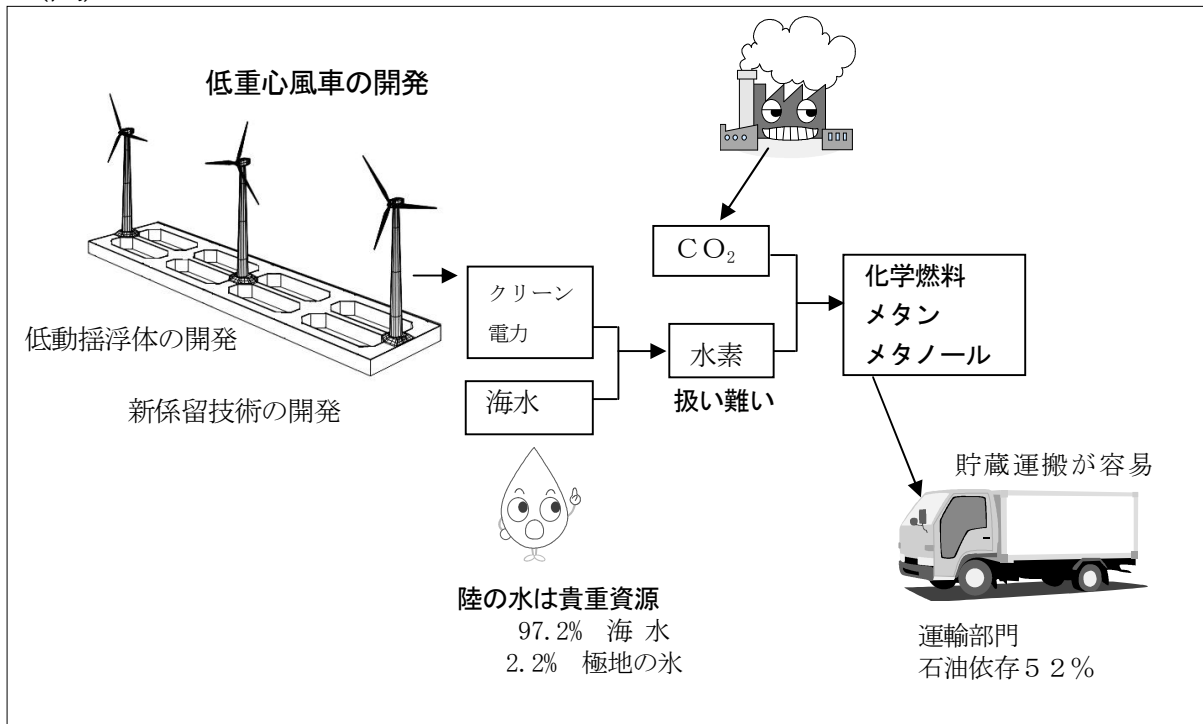 低重心風車の開発
低動揺浮体の開発
新係留技術の開発
クリーン
電力
海水
陸の水は貴重資源
97.2% 海 水
2.2% 極地の氷
CO₂
水素
扱い難い
化学燃料
メタン
メタノール
貯蔵運搬が容易
運輸部門
石油依存５２％